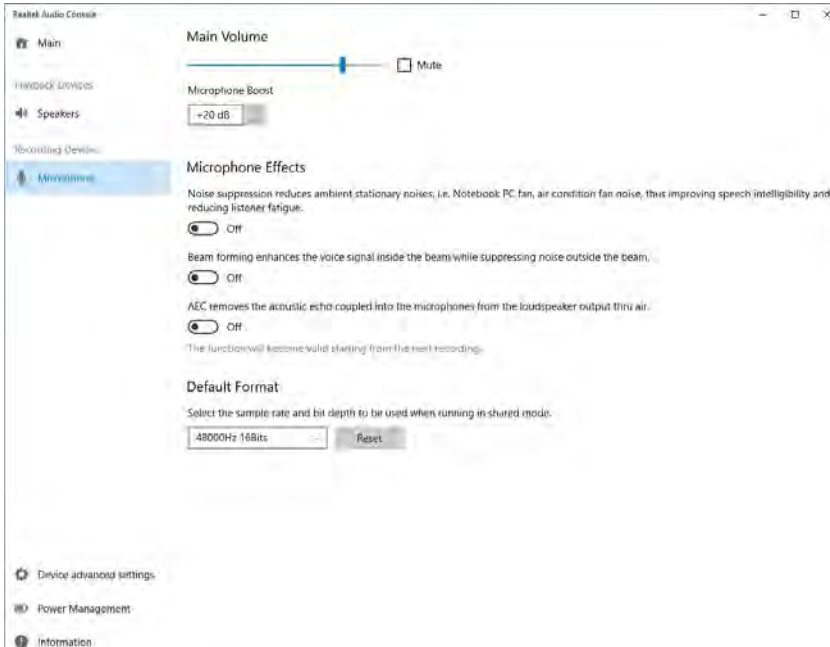 Realtek Audio Console
Main
Playback Devices
Speakers
Recording Devices
Microphone
Main Volume
Mute
Microphone Boost
+20 dB
Microphone Effects
Noise suppression reduces ambient stationary noises, i.e. Notebook PC fan, air condition fan noise, thus improving speech intelligibility and
reducing listener fatigue.
Off
Beam forming enhances the voice signal inside the beam while suppressing noise outside the beam.
Off
AEC removes the acoustic echo coupled into the microphones from the loudspeaker output thru air.
Off
The function will become valid starting from the next recording.
Default Format
Select the sample rate and bit depth to be used when running in shared mode.
48000Hz 16Bits
Reset
Device advanced settings
Power Management
Information